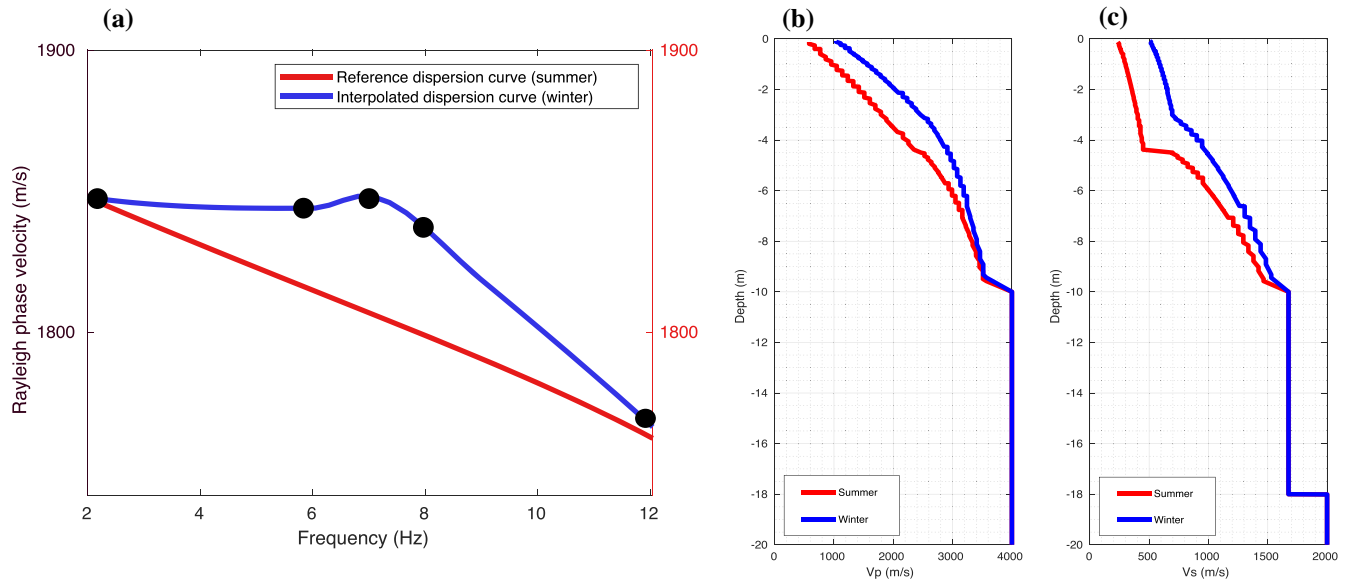 (a)
1900
1900
Reference dispersion curve (summer)
Interpolated dispersion curve (winter)
Rayleigh phase velocity (m/s)
1800
1800
2
4
6
8
10
12
Frequency (Hz)
(b)
0
-2
-4
-6
-8
-10
-12
-14
-16
-18
-20
Depth (m)
Summer
Winter
0
1000
2000
3000
4000
Vp (m/s)
(c)
0
-2
-4
-6
-8
-10
-12
-14
-16
-18
-20
Depth (m)
Summer
Winter
0
500
1000
1500
2000
Vs (m/s)